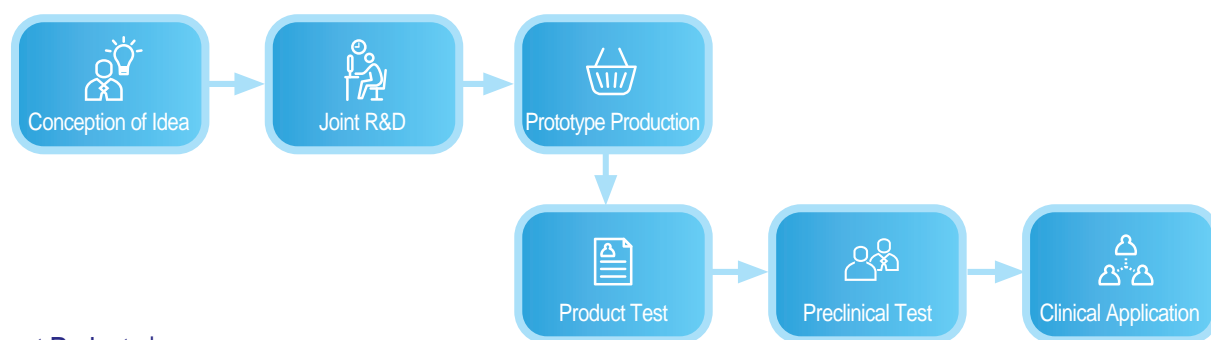 Conception of Idea
Joint R&D
Prototype Production
Product Test
Preclinical Test
Clinical Application